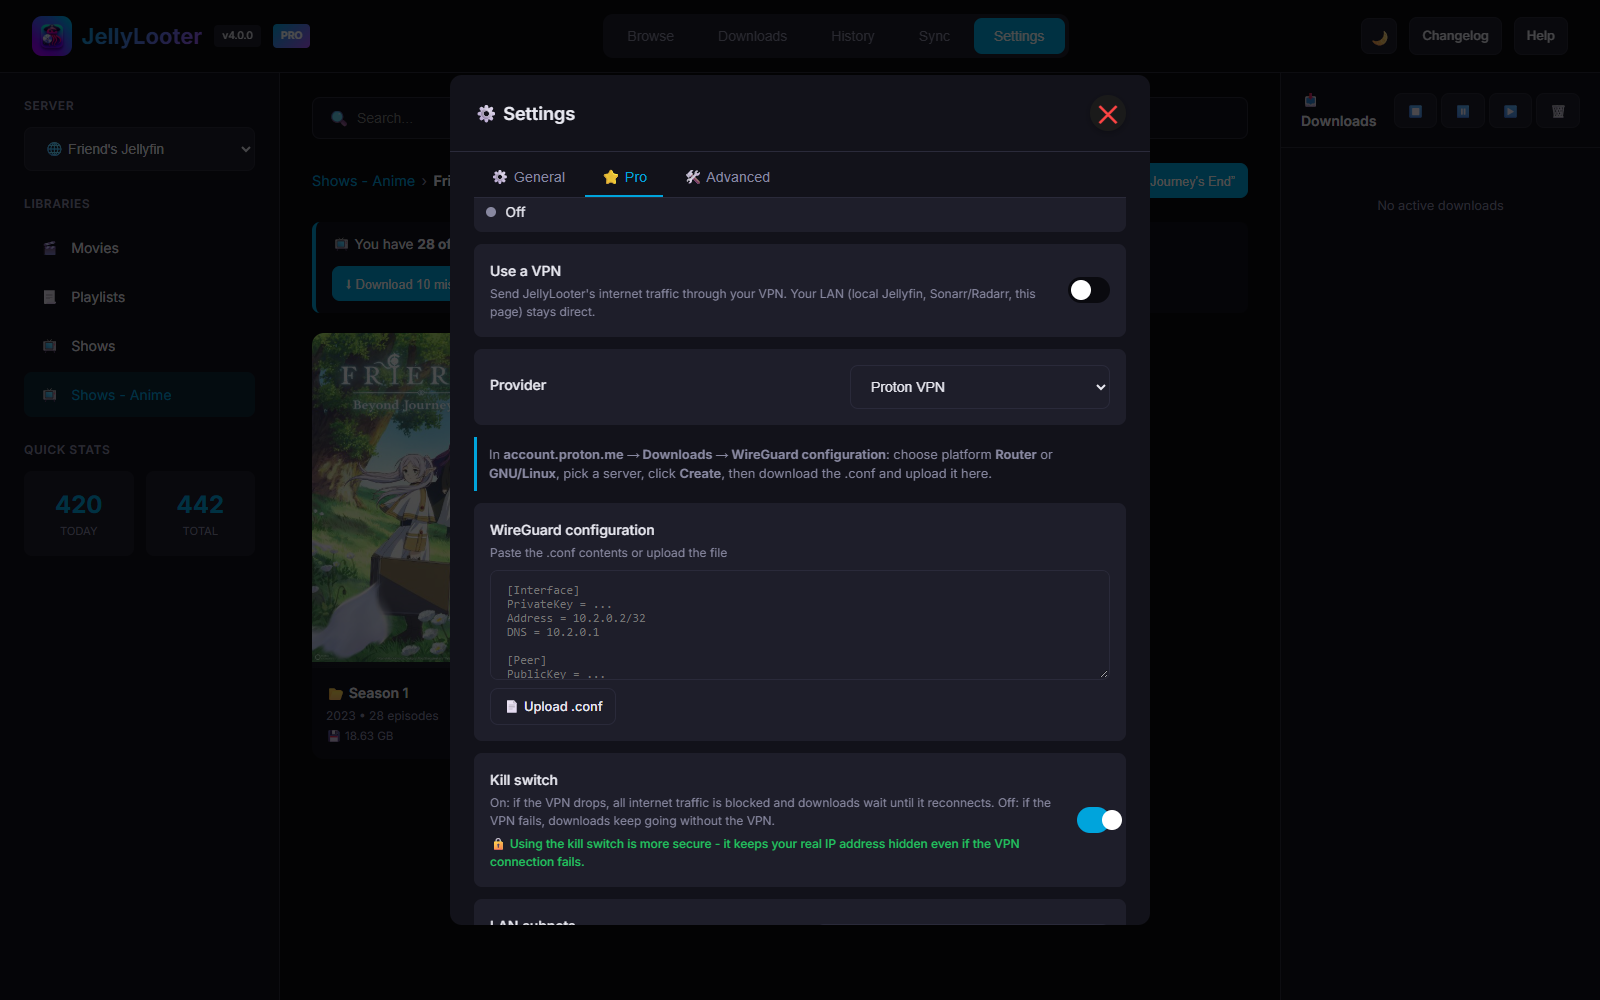 JellyLooter v4.0.0 PRO
Browse Downloads History Sync Settings
Changelog Help
SERVER
Friend's Jellyfin
LIBRARIES
Movies
Playlists
Shows
Shows - Anime
QUICK STATS
420
TODAY
442
TOTAL
Search...
Shows - Anime › Fri
Journey's End"
You have 28 of
Download 10 mis
FRIER
Beyond Journey
Season 1
2023 • 28 episodes
18.63 GB
Settings
General Pro Advanced
Off
Use a VPN
Send JellyLooter's internet traffic through your VPN. Your LAN (local Jellyfin, Sonarr/Radarr, this
page) stays direct.
Provider
Proton VPN
In account.proton.me → Downloads → WireGuard configuration: choose platform Router or
GNU/Linux, pick a server, click Create, then download the .conf and upload it here.
WireGuard configuration
Paste the .conf contents or upload the file
[Interface]
PrivateKey = ...
Address = 10.2.0.2/32
DNS = 10.2.0.1
[Peer]
PublicKey = ...
Upload .conf
Kill switch
On: if the VPN drops, all internet traffic is blocked and downloads wait until it reconnects. Off: if the
VPN fails, downloads keep going without the VPN.
Using the kill switch is more secure - it keeps your real IP address hidden even if the VPN
connection fails.
LAN subnets
Downloads
No active downloads